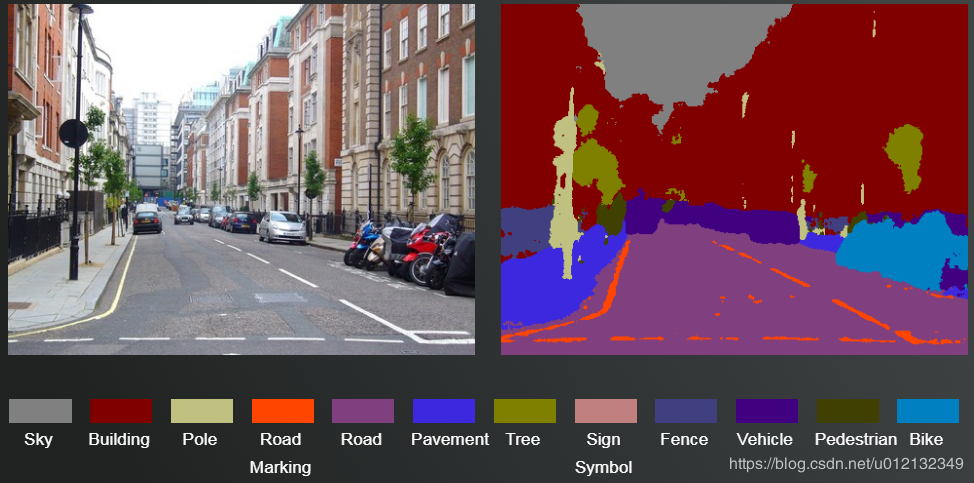 Sky Building Pole Road Road Pavement Tree Sign Fence Vehicle Pedestrian Bike
Marking Symbol https://blog.csdn.net/u012132349